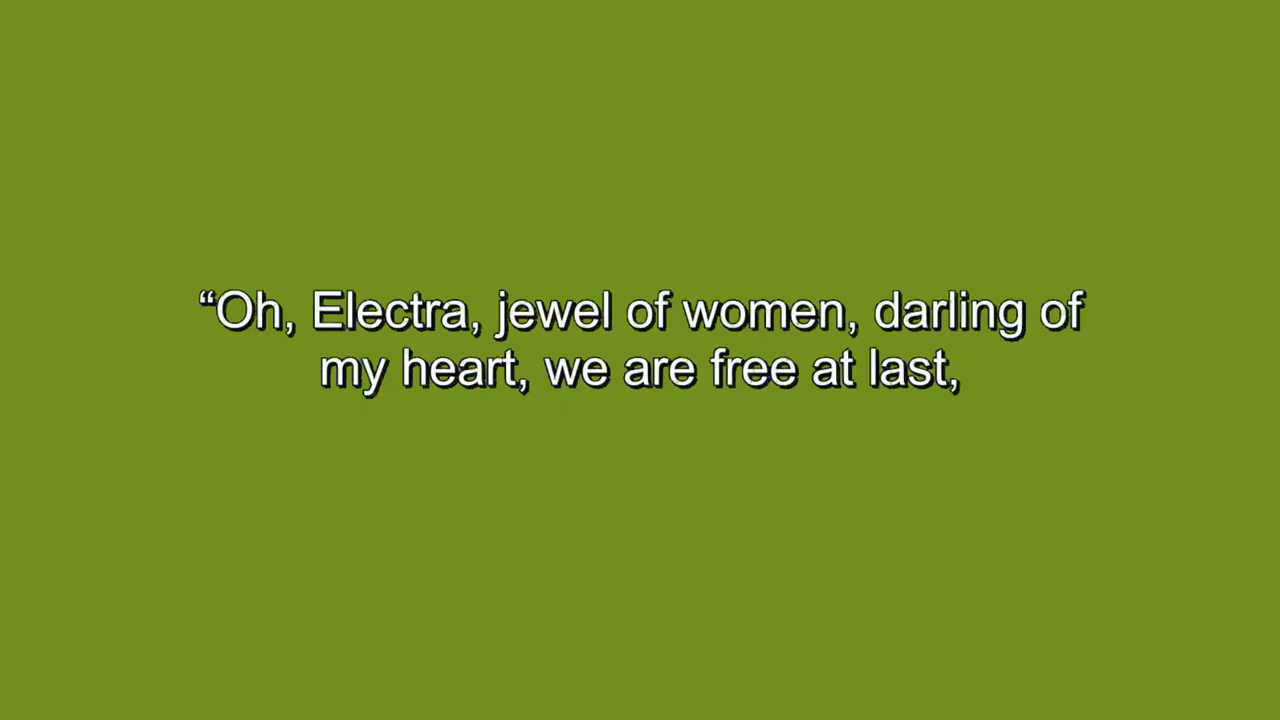 “Oh, Electra, jewel of women, darling of
my heart, we are free at last,